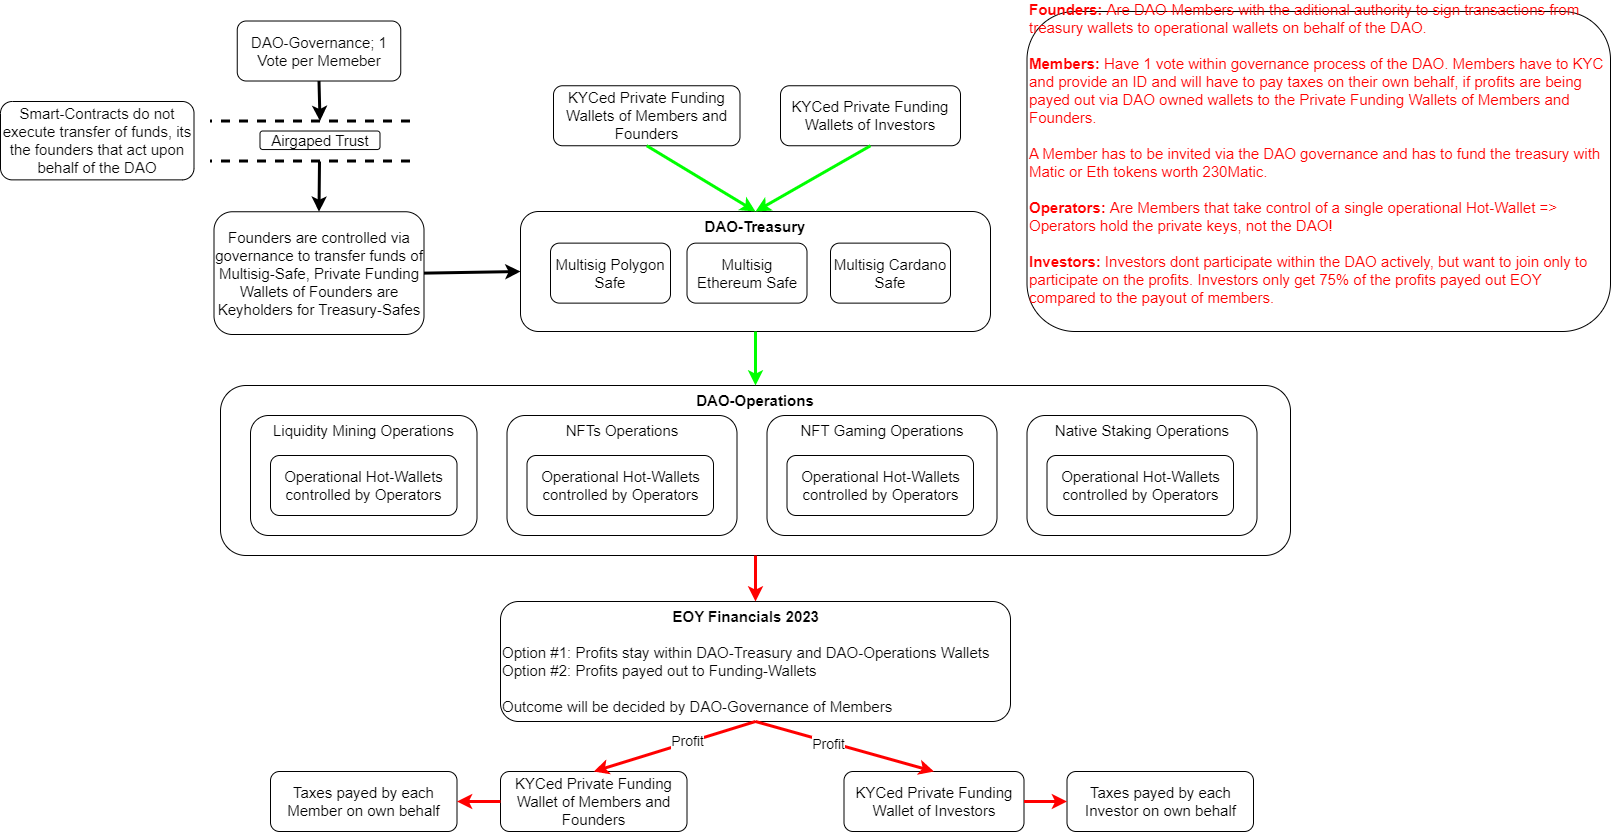 DAO-Governance; 1
Vote per Memeber
Smart-Contracts do not
execute transfer of funds, its
the founders that act upon
behalf of the DAO
Airgaped Trust
Founders are controlled via
governance to transfer funds of
Multisig-Safe, Private Funding
Wallets of Founders are
Keyholders for Treasury-Safes
KYCed Private Funding
Wallets of Members and
Founders
KYCed Private Funding
Wallets of Investors
Founders: Are DAO Members with the aditional authority to sign transactions from
treasury wallets to operational wallets on behalf of the DAO.
Members: Have 1 vote within governance process of the DAO. Members have to KYC
and provide an ID and will have to pay taxes on their own behalf, if profits are being
payed out via DAO owned wallets to the Private Funding Wallets of Members and
Founders.
A Member has to be invited via the DAO governance and has to fund the treasury with
Matic or Eth tokens worth 230Matic.
Operators: Are Members that take control of a single operational Hot-Wallet =>
Operators hold the private keys, not the DAO!
Investors: Investors dont participate within the DAO actively, but want to join only to
participate on the profits. Investors only get 75% of the profits payed out EOY
compared to the payout of members.
DAO-Treasury
Multisig Polygon
Safe
Multisig
Ethereum Safe
Multisig Cardano
Safe
DAO-Operations
Liquidity Mining Operations
Operational Hot-Wallets
controlled by Operators
NFTs Operations
Operational Hot-Wallets
controlled by Operators
NFT Gaming Operations
Operational Hot-Wallets
controlled by Operators
Native Staking Operations
Operational Hot-Wallets
controlled by Operators
EOY Financials 2023
Option #1: Profits stay within DAO-Treasury and DAO-Operations Wallets
Option #2: Profits payed out to Funding-Wallets
Outcome will be decided by DAO-Governance of Members
Profit
Profit
Taxes payed by each
Member on own behalf
KYCed Private Funding
Wallet of Members and
Founders
KYCed Private Funding
Wallet of Investors
Taxes payed by each
Investor on own behalf